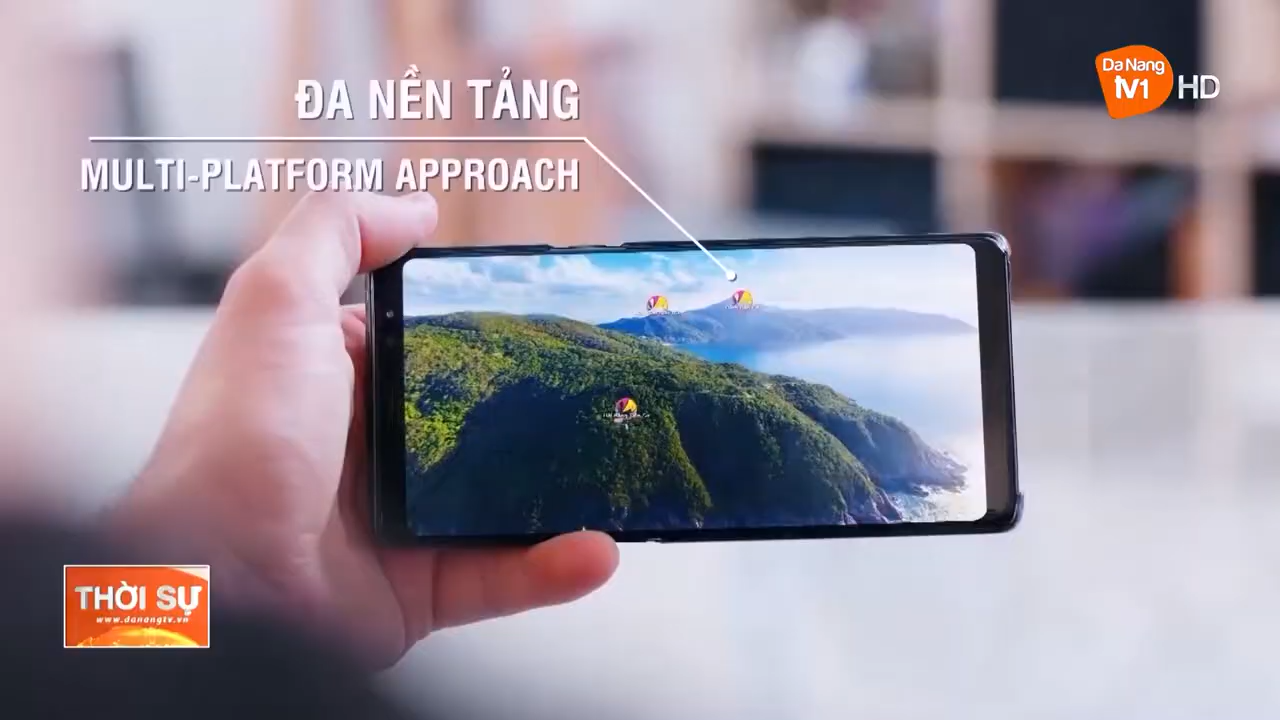 ĐA NỀN TẢNG
MULTI-PLATFORM APPROACH
Da Nang
TV1 HD
THỜI SỰ
www.danangtv.vn